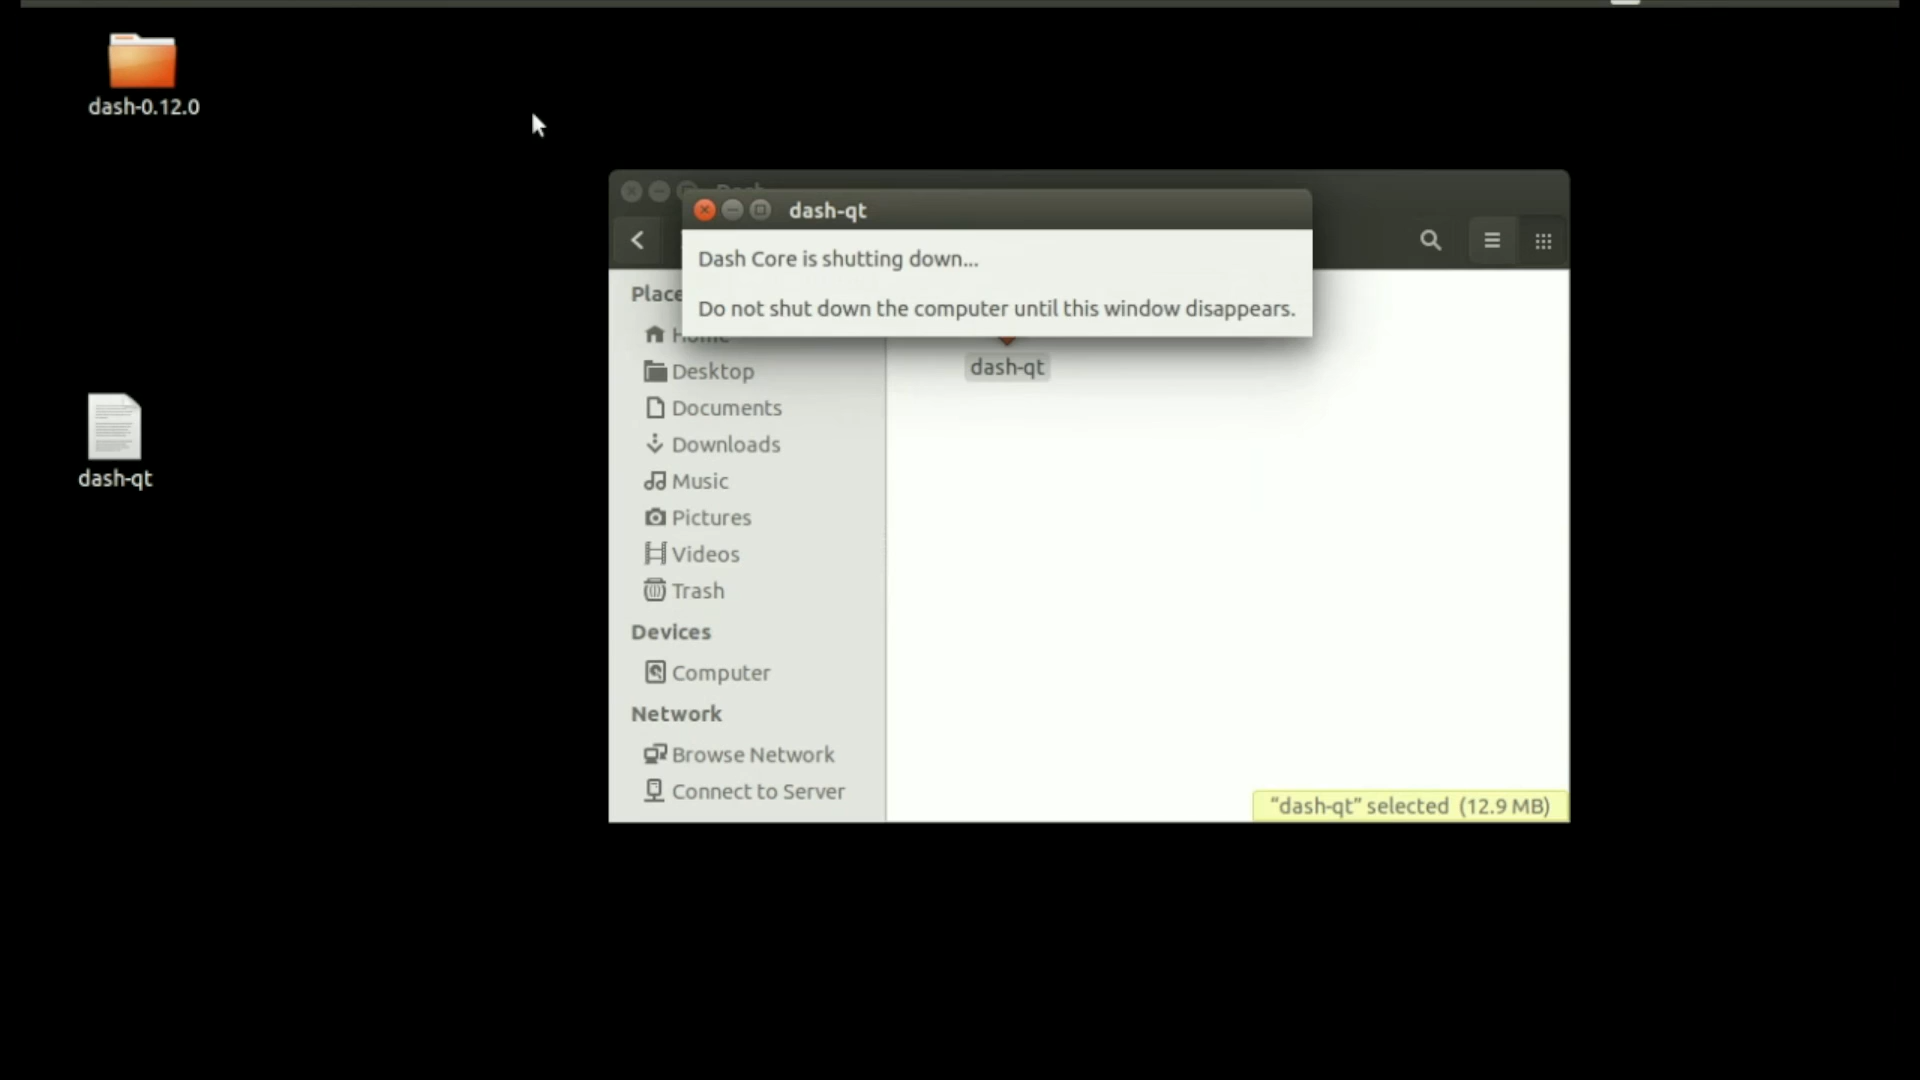 dash-0.12.0
dash-qt
Dash
dash-qt
Dash Core is shutting down...
Do not shut down the computer until this window disappears.
Home
Desktop
Documents
Downloads
Music
Pictures
Videos
Trash
Devices
Computer
Network
Browse Network
Connect to Server
dash-qt
“dash-qt” selected (12.9 MB)